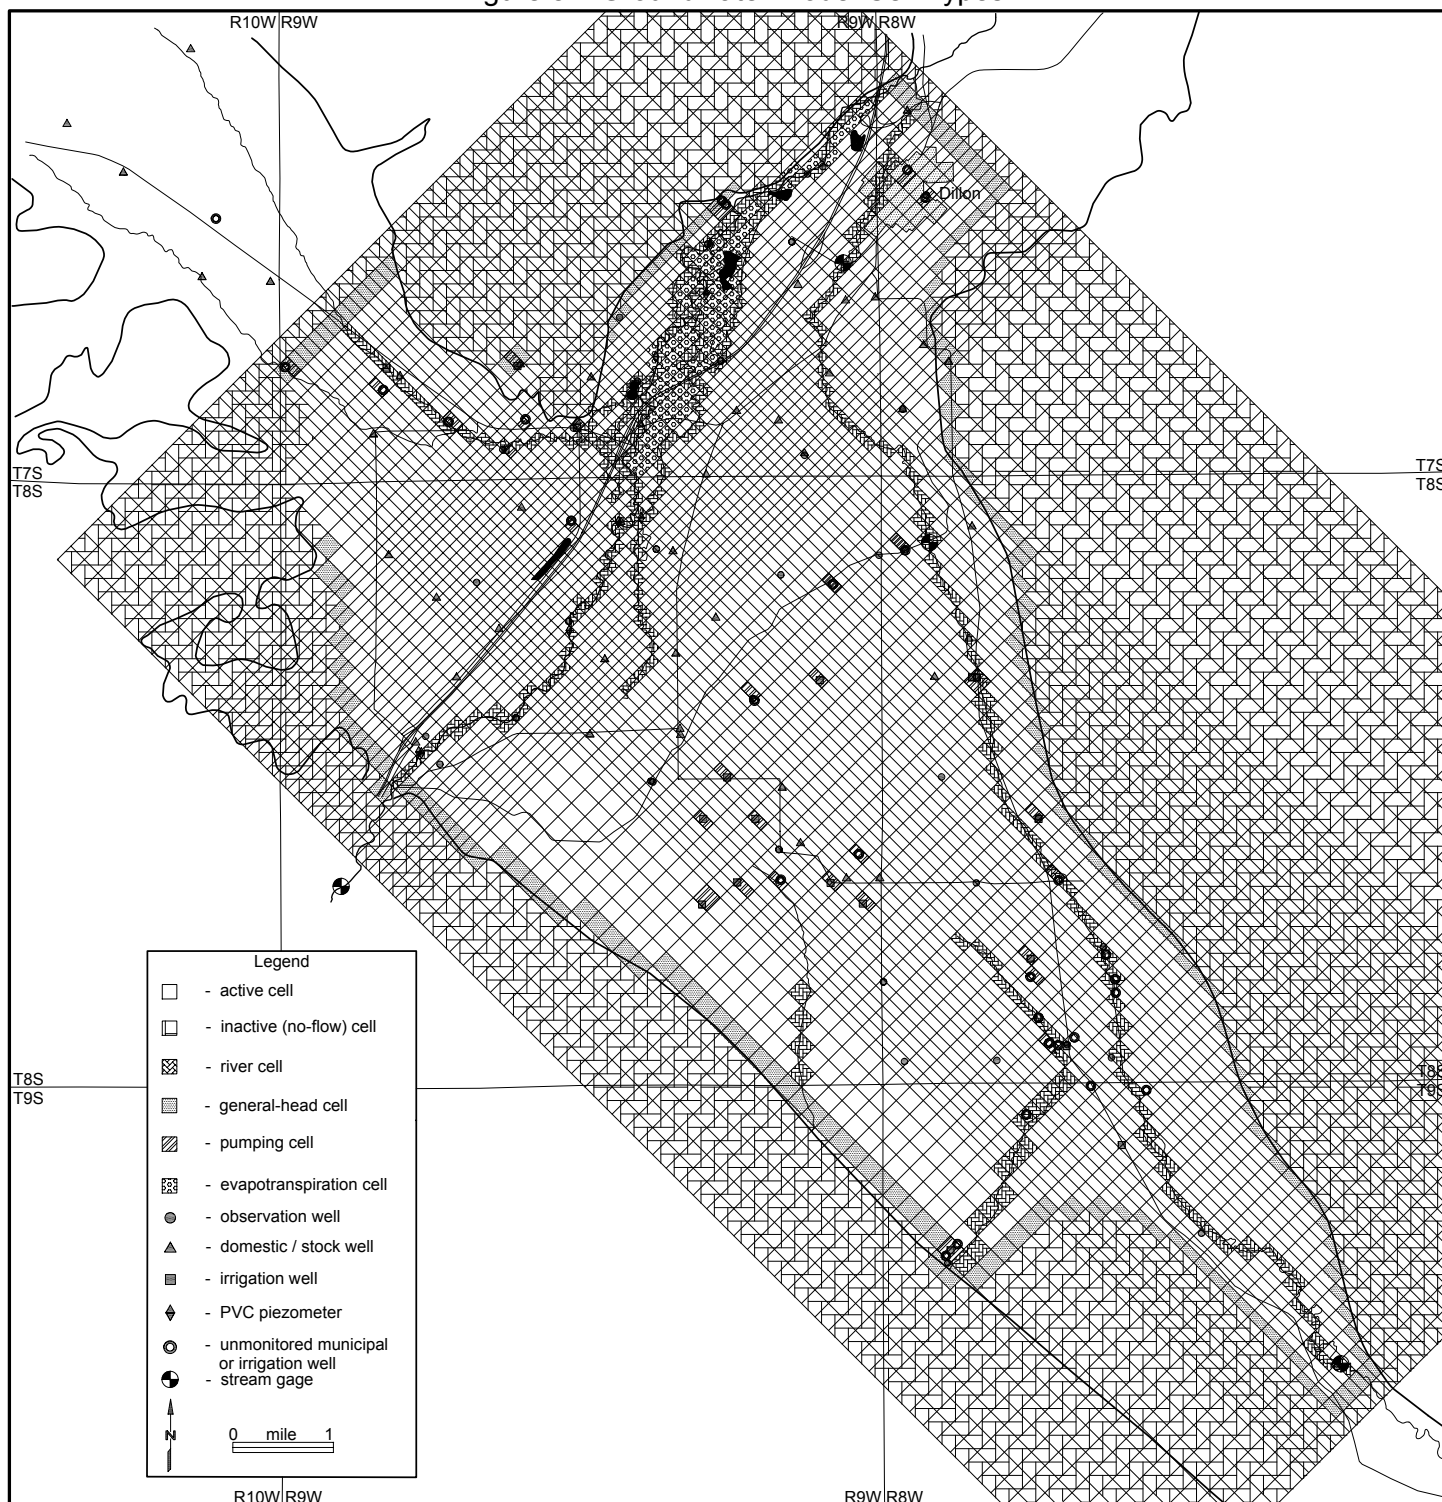 R10W R9W
R9W R8W
Dillon
T7S
T8S
T7S
T8S
T8S
T9S
T8S
T9S
Legend
- active cell
- inactive (no-flow) cell
- river cell
- general-head cell
- pumping cell
- evapotranspiration cell
- observation well
- domestic / stock well
- irrigation well
- PVC piezometer
- unmonitored municipal
or irrigation well
- stream gage
N
0 mile 1
R10W R9W
R9W R8W